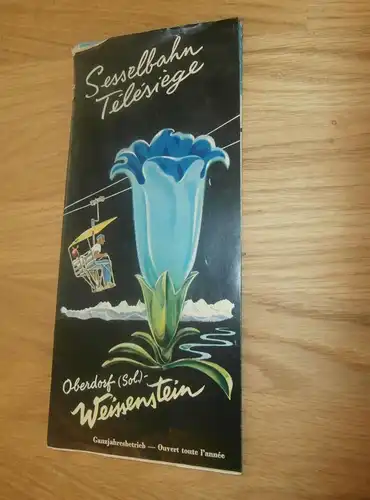 Sesselbahn
Télésiège
Oberdorf (Sol)-
Weissenstein
Ganzjahresbetrieb — Ouvert toute l'année